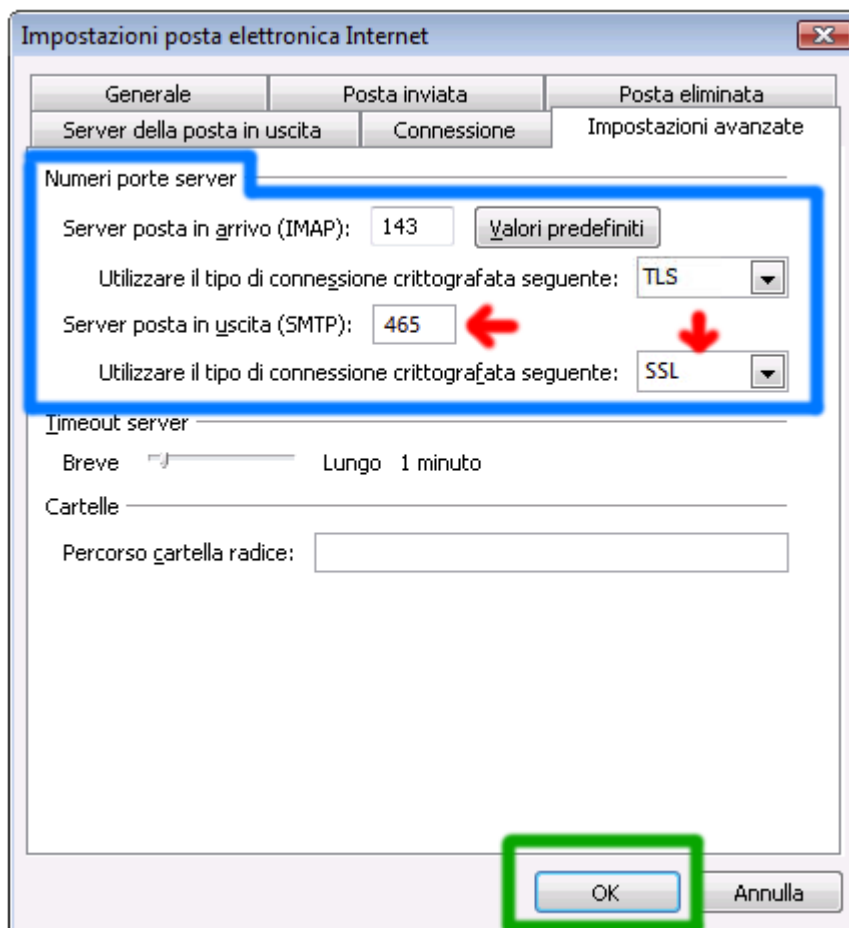 Impostazioni posta elettronica Internet
Generale
Posta inviata
Posta eliminata
Server della posta in uscita
Connessione
Impostazioni avanzate
Numeri porte server
Server posta in arrivo (IMAP): 143 Valori predefiniti
Utilizzare il tipo di connessione crittografata seguente: TLS
Server posta in uscita (SMTP): 465
Utilizzare il tipo di connessione crittografata seguente: SSL
Timeout server
Breve Lungo 1 minuto
Cartelle
Percorso cartella radice:
OK Annulla